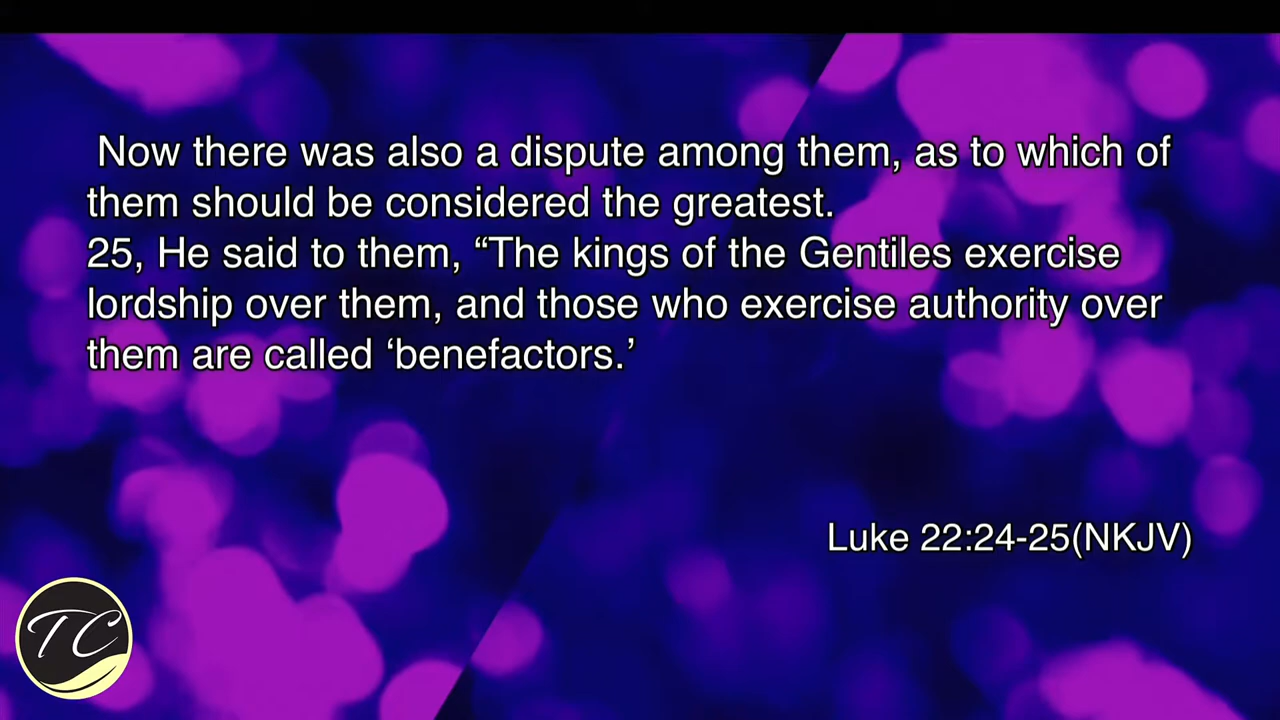 Now there was also a dispute among them, as to which of
them should be considered the greatest.
25, He said to them, “The kings of the Gentiles exercise
lordship over them, and those who exercise authority over
them are called ‘benefactors.’
Luke 22:24-25(NKJV)
TC